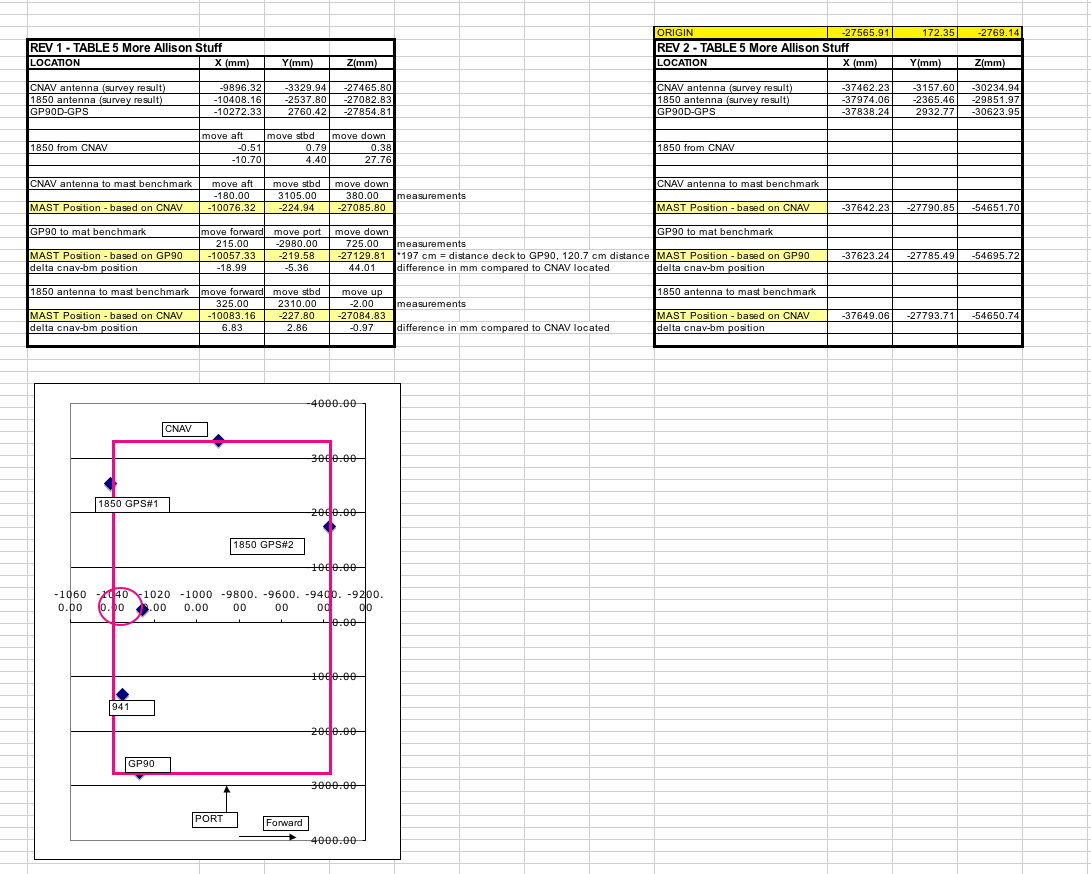 ORIGIN -27565.91 172.35 -2769.14
REV 1 - TABLE 5 More Allison Stuff
LOCATION X (mm) Y(mm) Z(mm)
CNAV antenna (survey result) -9896.32 -3329.94 -27465.80
1850 antenna (survey result) -10408.16 -2537.80 -27082.83
GP90D-GPS -10272.33 2760.42 -27854.81
move aft move stbd move down
1850 from CNAV -0.51 0.79 0.38
-10.70 4.40 27.76
CNAV antenna to mast benchmark move aft move stbd move down
-180.00 3105.00 380.00 measurements
MAST Position - based on CNAV -10076.32 -224.94 -27085.80
GP90 to mat benchmark move forward move port move down
215.00 -2980.00 725.00 measurements
MAST Position - based on GP90 -10057.33 -219.58 -27129.81 *197 cm = distance deck to GP90, 120.7 cm distance
delta cnav-bm position -18.99 -5.36 44.01 difference in mm compared to CNAV located
1850 antenna to mast benchmark move forward move stbd move up
325.00 2310.00 -2.00 measurements
MAST Position - based on CNAV -10083.16 -227.80 -27084.83
delta cnav-bm position 6.83 2.86 -0.97 difference in mm compared to CNAV located
REV 2 - TABLE 5 More Allison Stuff
LOCATION X (mm) Y(mm) Z(mm)
CNAV antenna (survey result) -37462.23 -3157.60 -30234.94
1850 antenna (survey result) -37974.06 -2365.46 -29851.97
GP90D-GPS -37838.24 2932.77 -30623.95
1850 from CNAV
CNAV antenna to mast benchmark
MAST Position - based on CNAV -37642.23 -27790.85 -54651.70
GP90 to mat benchmark
MAST Position - based on GP90 -37623.24 -27785.49 -54695.72
delta cnav-bm position
1850 antenna to mast benchmark
MAST Position - based on CNAV -37649.06 -27793.71 -54650.74
delta cnav-bm position
-4000.00
CNAV
-3000.00
1850 GPS#1
-2000.00
1850 GPS#2
-1000.00
-1060 -1040 -1020 -1000 -9800. -9600. -9400. -9200.
0.00 0.00 0.00 0.00 00 00 00 00
0.00
1000.00
941
2000.00
GP90
3000.00
PORT
Forward
4000.00